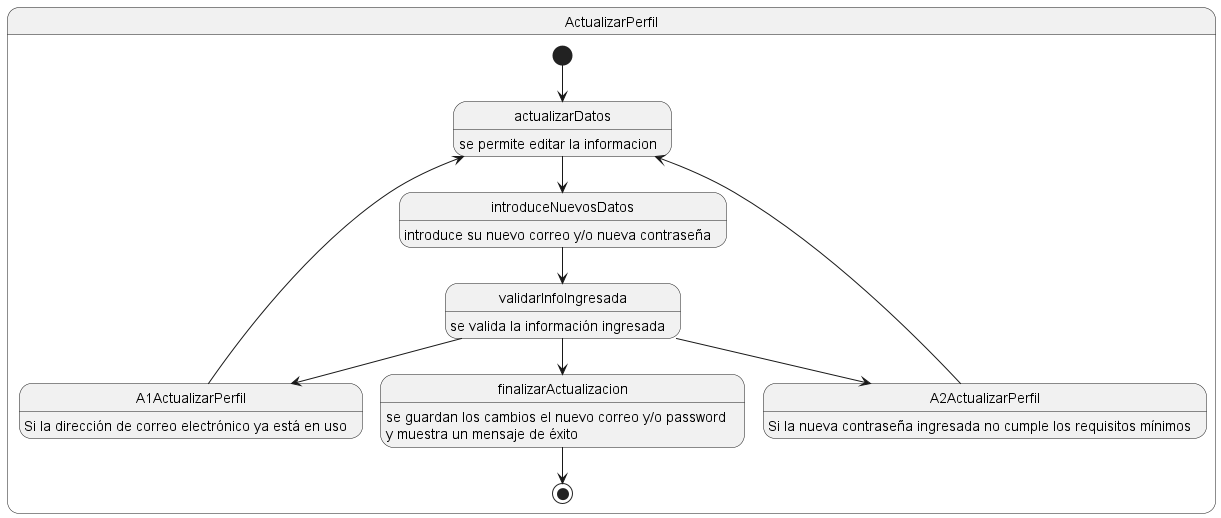 ActualizarPerfil
actualizarDatos
se permite editar la informacion
introduceNuevosDatos
introduce su nuevo correo y/o nueva contraseña
validarInfoIngresada
se valida la información ingresada
A1ActualizarPerfil
Si la dirección de correo electrónico ya está en uso
finalizarActualizacion
se guardan los cambios el nuevo correo y/o password
y muestra un mensaje de éxito
A2ActualizarPerfil
Si la nueva contraseña ingresada no cumple los requisitos mínimos